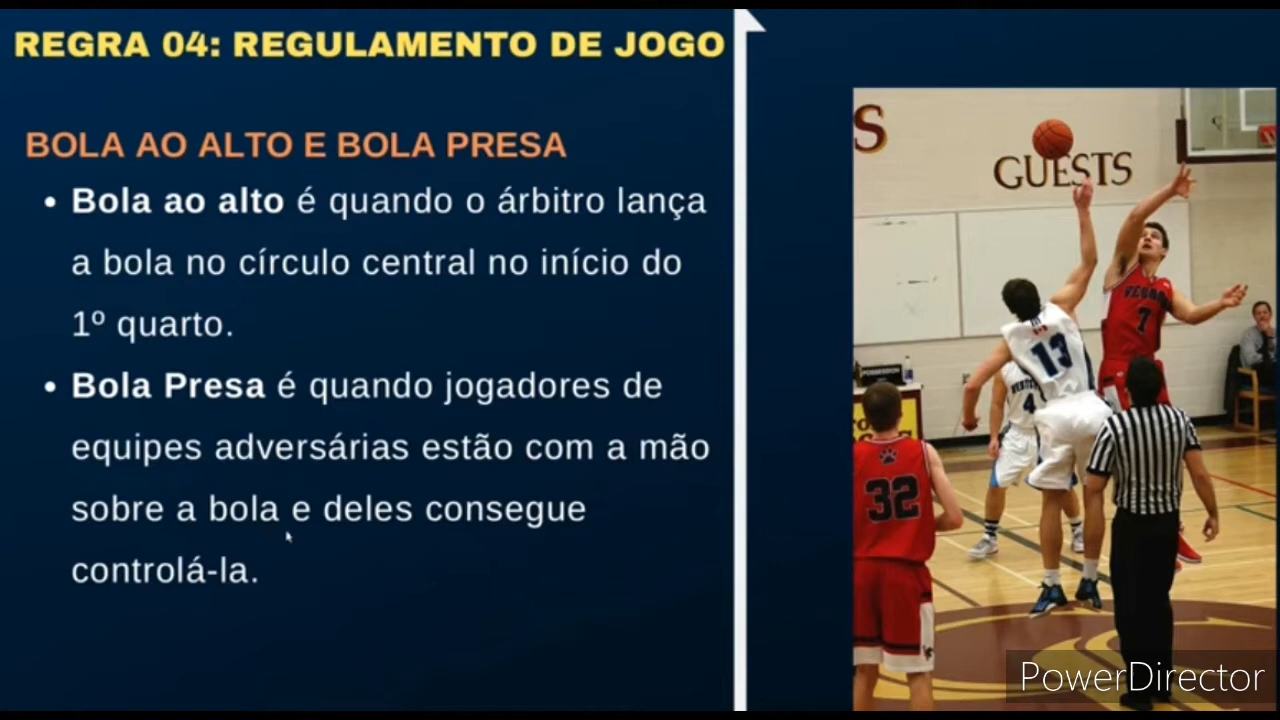 REGRA 04: REGULAMENTO DE JOGO
BOLA AO ALTO E BOLA PRESA
• Bola ao alto é quando o árbitro lança
a bola no círculo central no início do
1º quarto.
• Bola Presa é quando jogadores de
equipes adversárias estão com a mão
sobre a bola e deles consegue
controlá-la.
S
GUESTS
7
13
4
POSSESSION
32
PowerDirector